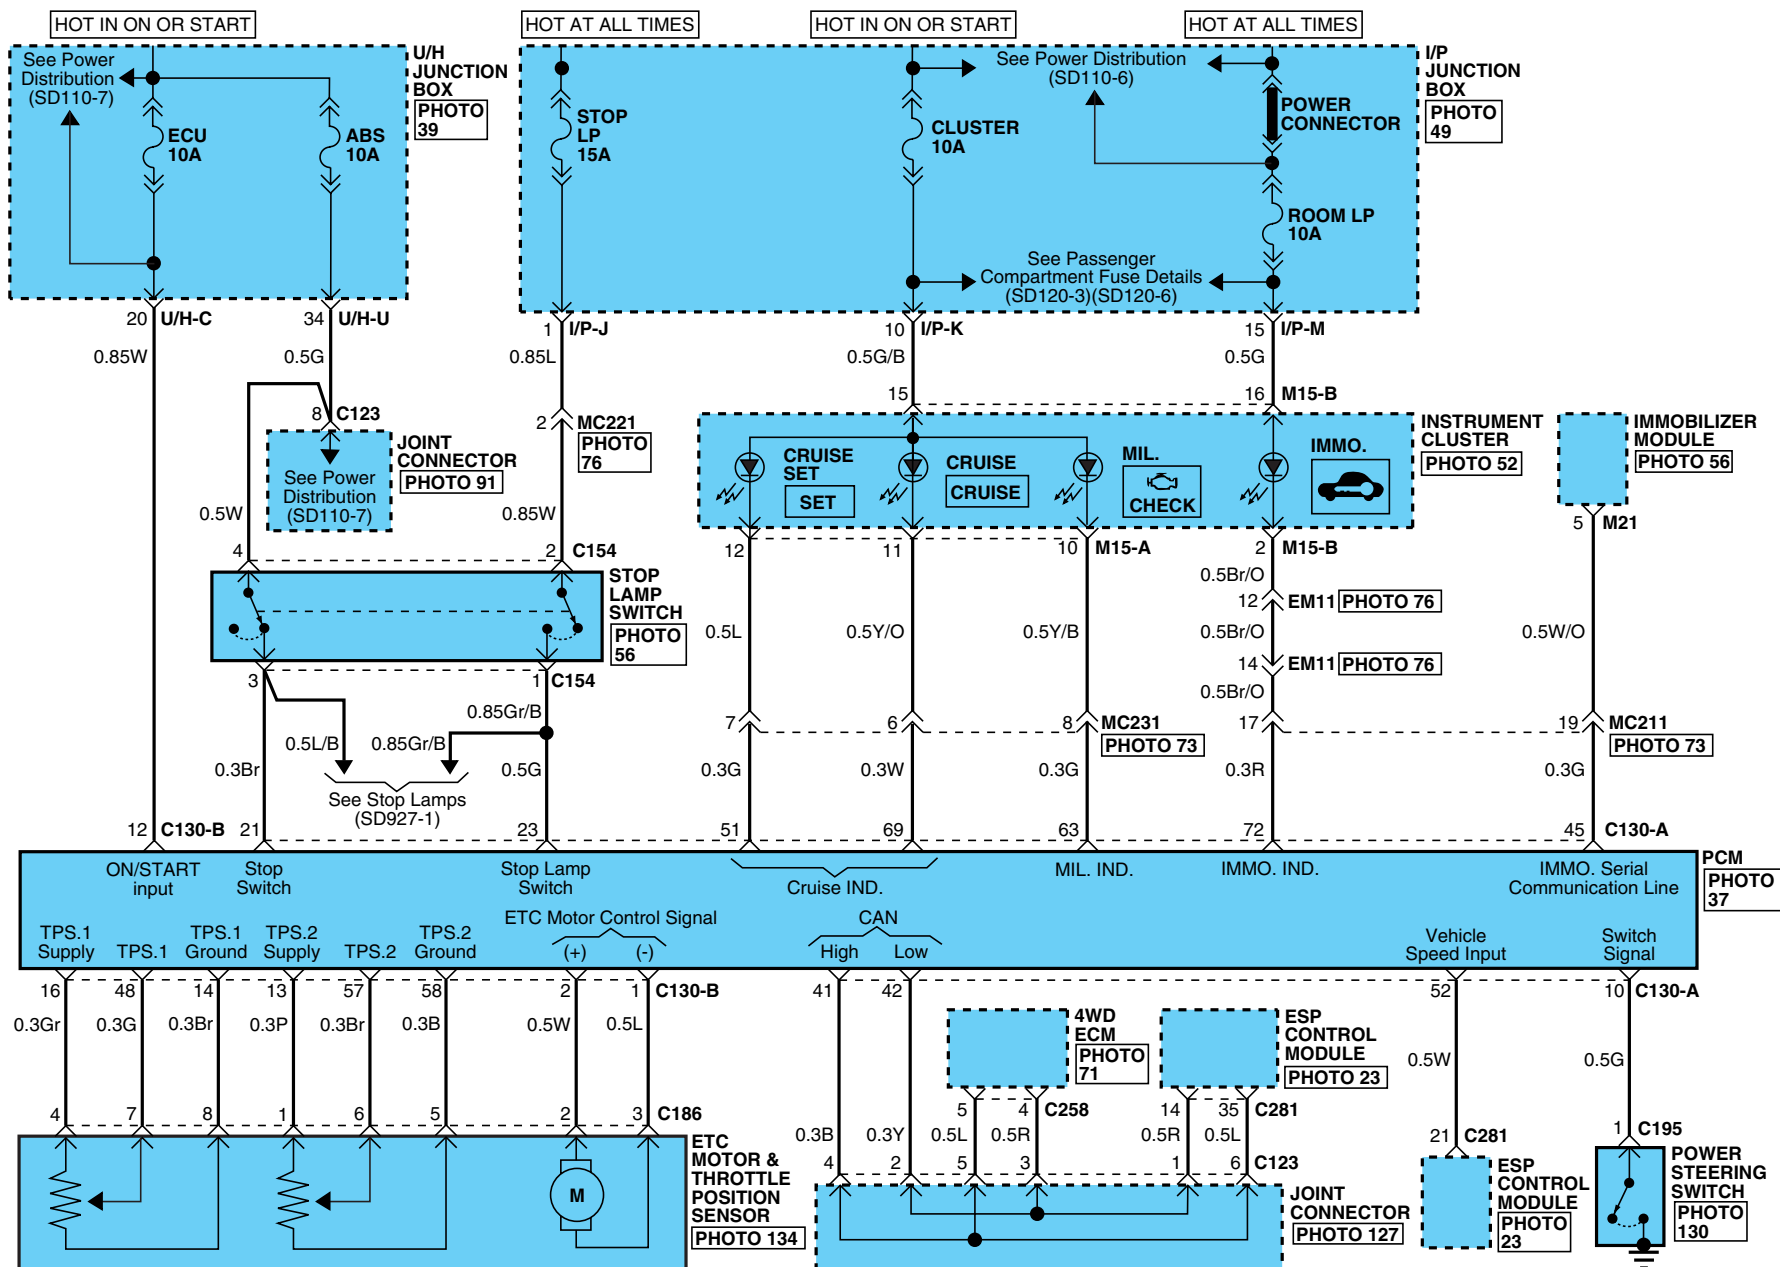 HOT IN ON OR START
HOT AT ALL TIMES
HOT IN ON OR START
HOT AT ALL TIMES
See Power
Distribution
(SD110-7)
ECU
10A
ABS
10A
U/H
JUNCTION
BOX
PHOTO
39
STOP
LP
15A
CLUSTER
10A
See Power Distribution
(SD110-6)
POWER
CONNECTOR
ROOM LP
10A
See Passenger
Compartment Fuse Details
(SD120-3)(SD120-6)
I/P
JUNCTION
BOX
PHOTO
49
20 U/H-C
34 U/H-U
1 I/P-J
10 I/P-K
15 I/P-M
0.85W
0.5G
0.85L
0.5G/B
0.5G
8 C123
JOINT
CONNECTOR
PHOTO 91
See Power
Distribution
(SD110-7)
2 MC221
PHOTO
76
15
16 M15-B
CRUISE
SET
SET
CRUISE
CRUISE
MIL.
CHECK
IMMO.
INSTRUMENT
CLUSTER
PHOTO 52
IMMOBILIZER
MODULE
PHOTO 56
0.5W
0.85W
5 M21
4
2 C154
12
11
10 M15-A
2 M15-B
STOP
LAMP
SWITCH
PHOTO
56
0.5Br/O
12 EM11 PHOTO 76
0.5L
0.5Y/O
0.5Y/B
0.5Br/O
0.5W/O
14 EM11 PHOTO 76
0.5Br/O
3
1 C154
0.85Gr/B
0.5L/B
0.85Gr/B
7
6
8 MC231
PHOTO 73
17
19 MC211
PHOTO 73
0.3Br
0.5G
0.3G
0.3W
0.3G
0.3R
0.3G
See Stop Lamps
(SD927-1)
12 C130-B
21
23
51
69
63
72
45 C130-A
ON/START
input
Stop
Switch
Stop Lamp
Switch
Cruise IND.
MIL. IND.
IMMO. IND.
IMMO. Serial
Communication Line
PCM
PHOTO
37
TPS.1
Supply
TPS.1
TPS.1
Ground
TPS.2
Supply
TPS.2
TPS.2
Ground
ETC Motor Control Signal
(+)
(-)
CAN
High
Low
Vehicle
Speed Input
Switch
Signal
16
48
14
13
57
58
2
1 C130-B
41
42
52
10 C130-A
0.3Gr
0.3G
0.3Br
0.3P
0.3Br
0.3B
0.5W
0.5L
4WD
ECM
PHOTO
71
ESP
CONTROL
MODULE
PHOTO 23
0.5W
0.5G
4
7
8
1
6
5
2
3 C186
5
4 C258
14
35 C281
0.3B
0.3Y
0.5L
0.5R
0.5R
0.5L
21 C281
1 C195
4
2
5
3
1
6 C123
M
ETC
MOTOR &
THROTTLE
POSITION
SENSOR
PHOTO 134
JOINT
CONNECTOR
PHOTO 127
ESP
CONTROL
MODULE
PHOTO
23
POWER
STEERING
SWITCH
PHOTO
130